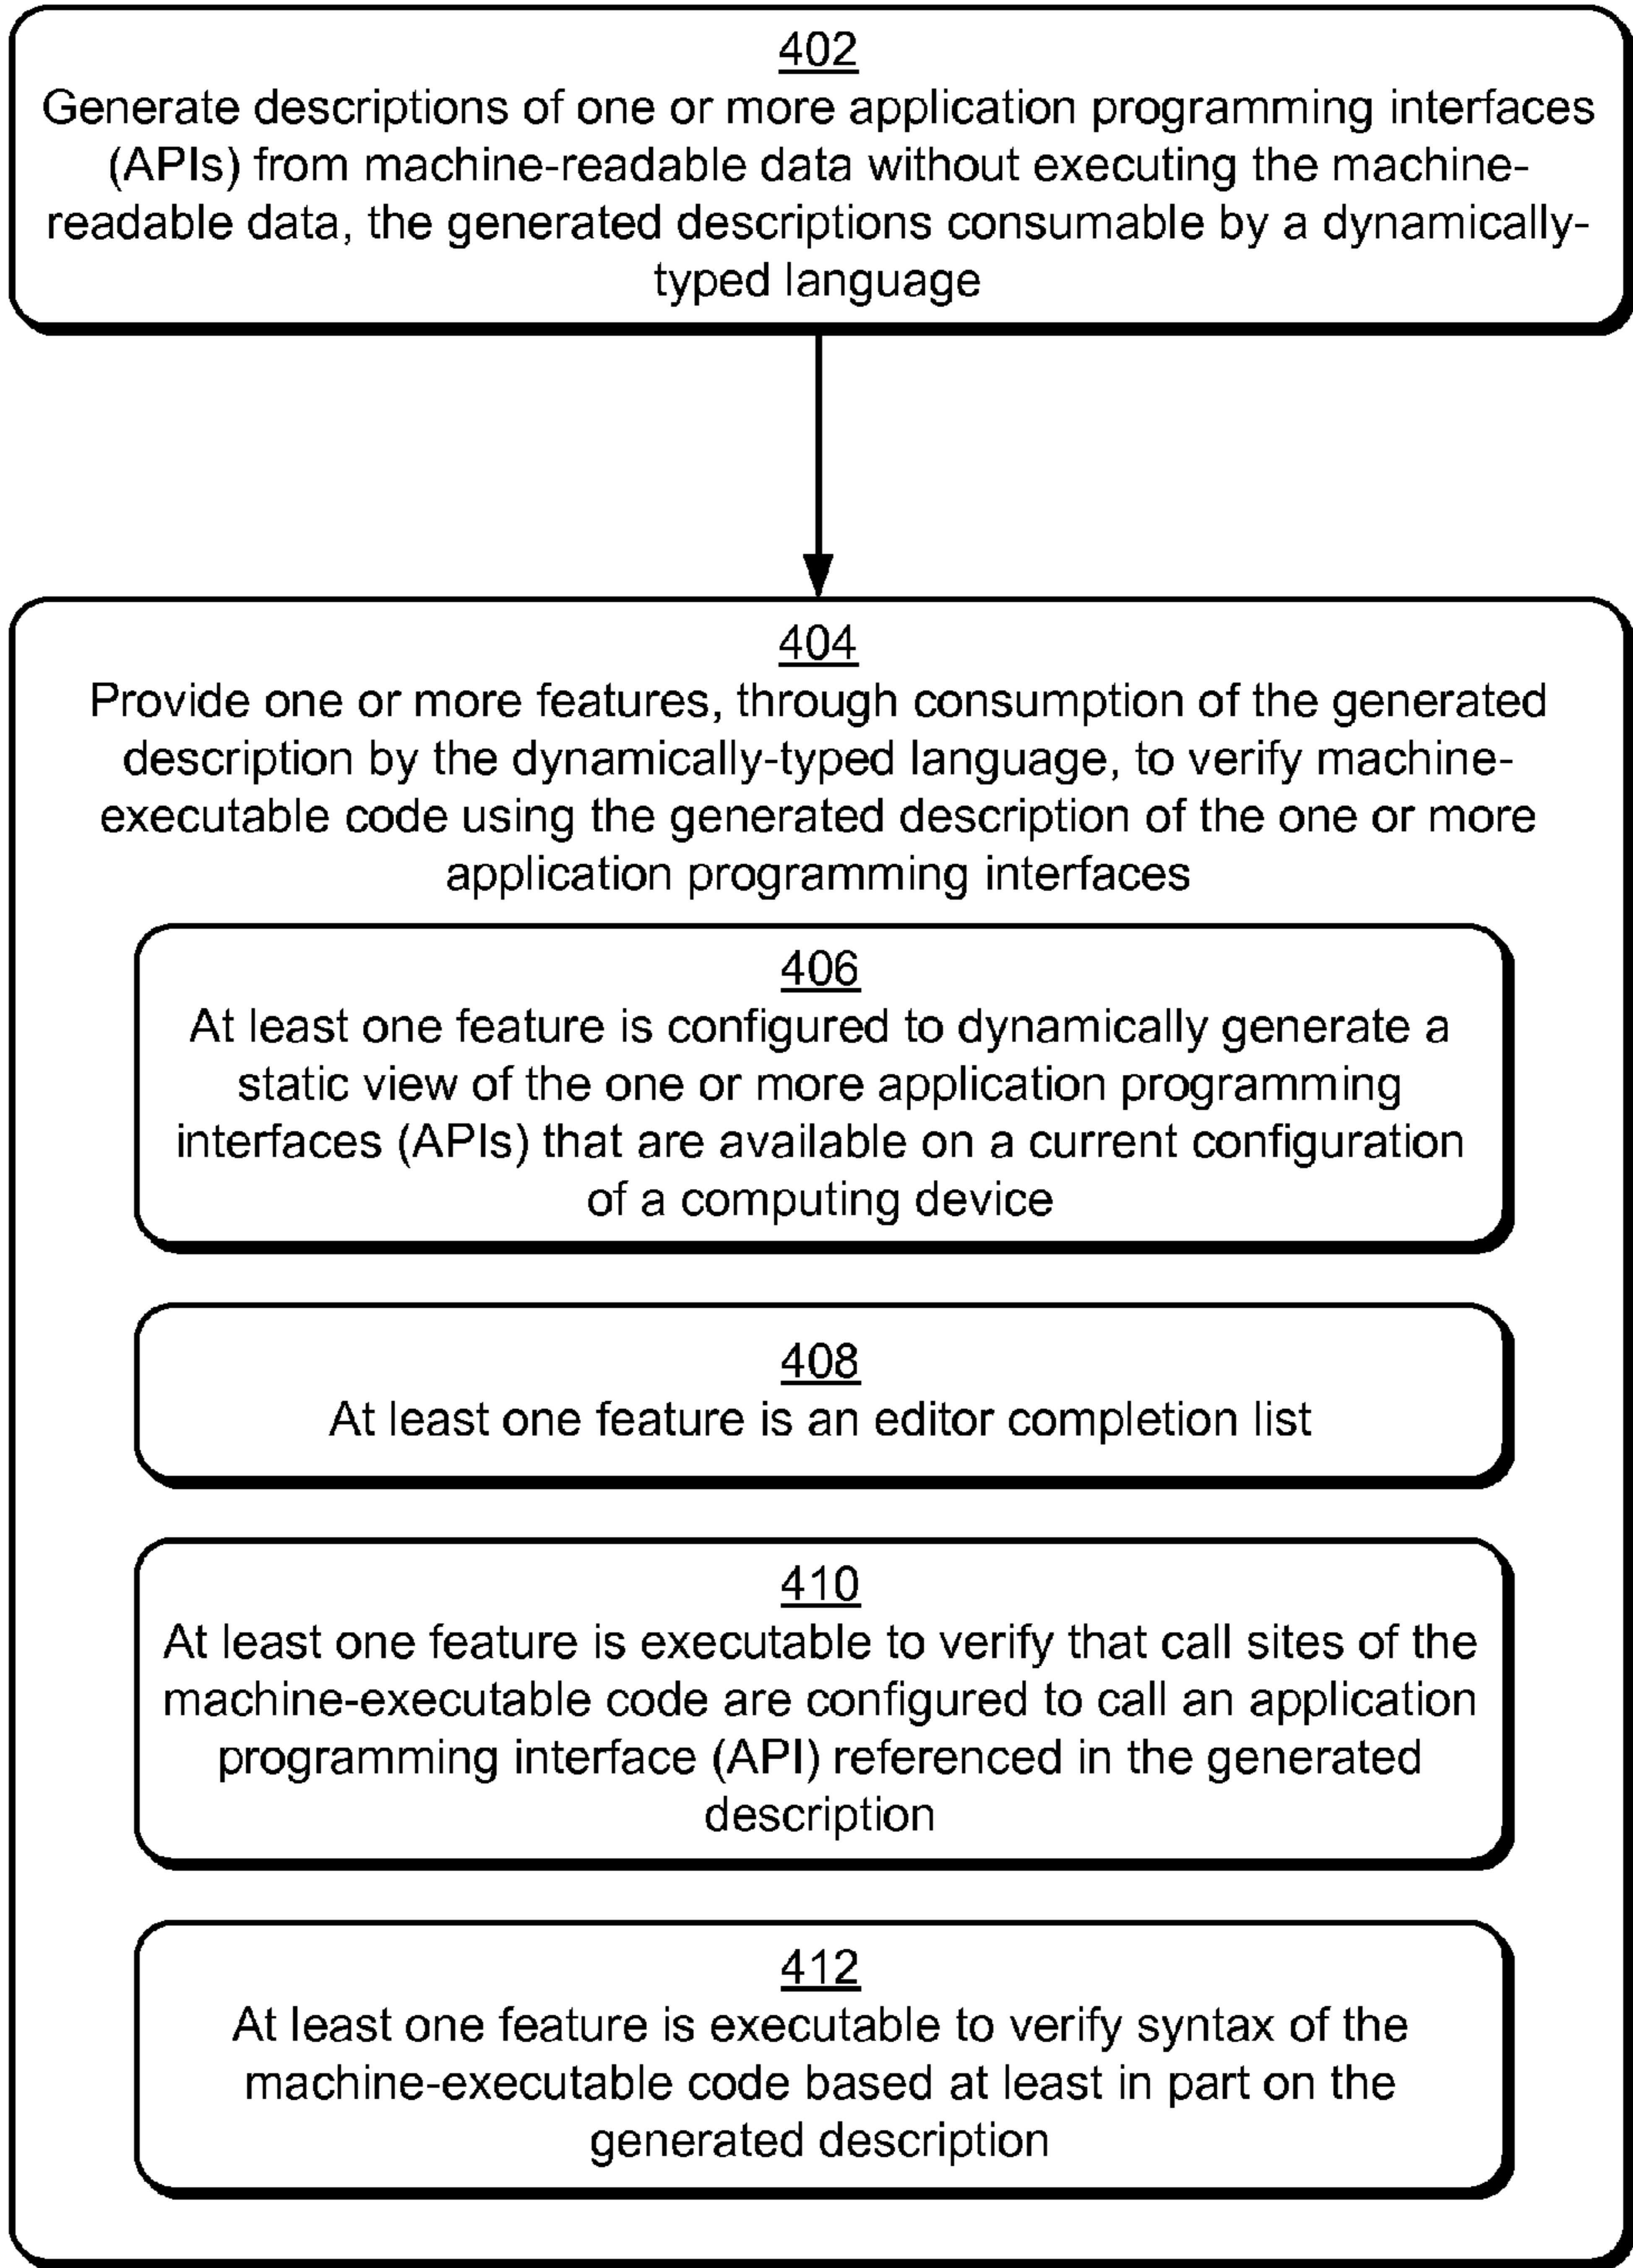 402
Generate descriptions of one or more application programming interfaces
(APIs) from machine-readable data without executing the machine-
readable data, the generated descriptions consumable by a dynamically-
typed language
404
Provide one or more features, through consumption of the generated
description by the dynamically-typed language, to verify machine-
executable code using the generated description of the one or more
application programming interfaces
406
At least one feature is configured to dynamically generate a
static view of the one or more application programming
interfaces (APIs) that are available on a current configuration
of a computing device
408
At least one feature is an editor completion list
410
At least one feature is executable to verify that call sites of the
machine-executable code are configured to call an application
programming interface (API) referenced in the generated
description
412
At least one feature is executable to verify syntax of the
machine-executable code based at least in part on the
generated description